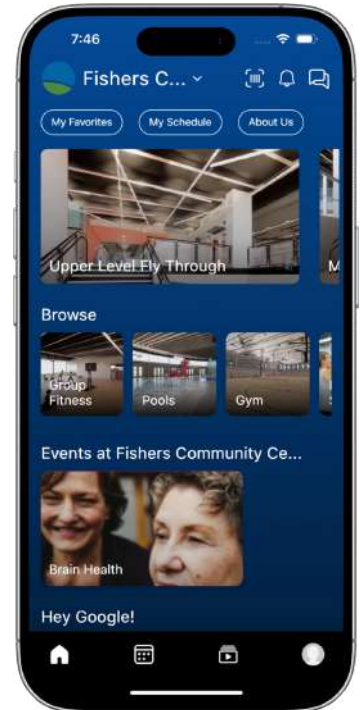 7:46
Fishers C...
My Favorites
My Schedule
About Us
Upper Level Fly Through
M
Browse
Group
Fitness
Pools
Gym
S
Events at Fishers Community Ce...
Brain Health
Hey Google!